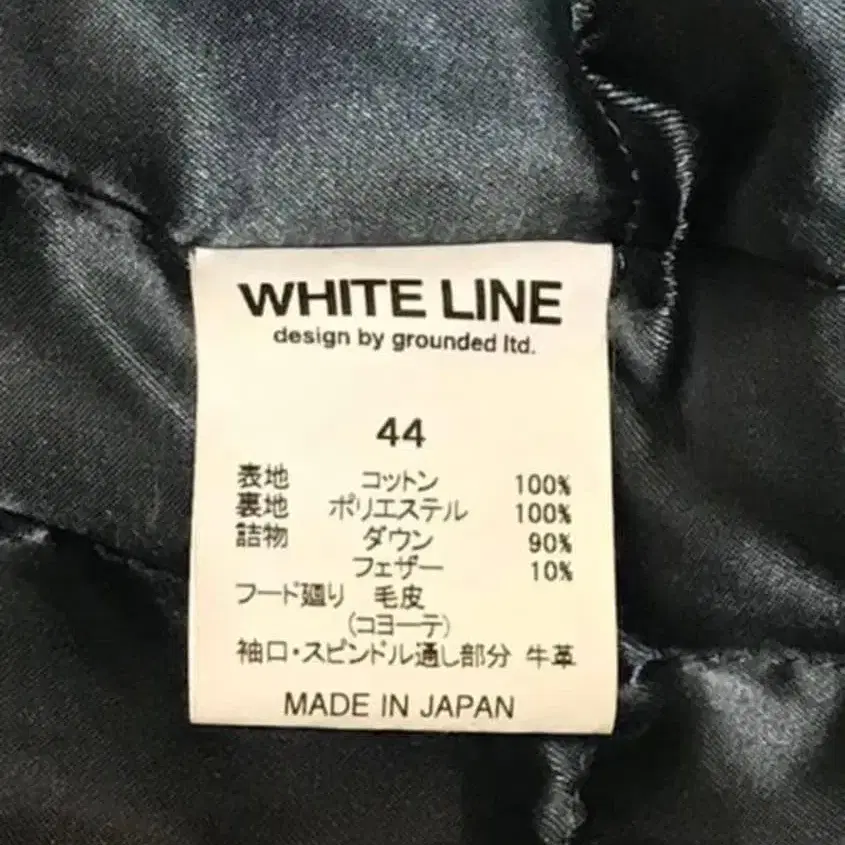 WHITE LINE
design by grounded ltd.
44
表地 コットン 100%
裏地 ポリエステル 100%
詰物 ダウン 90%
フェザー 10%
フード廻り 毛皮
(コヨーテ)
袖口・スピンドル通し部分 牛革
MADE IN JAPAN